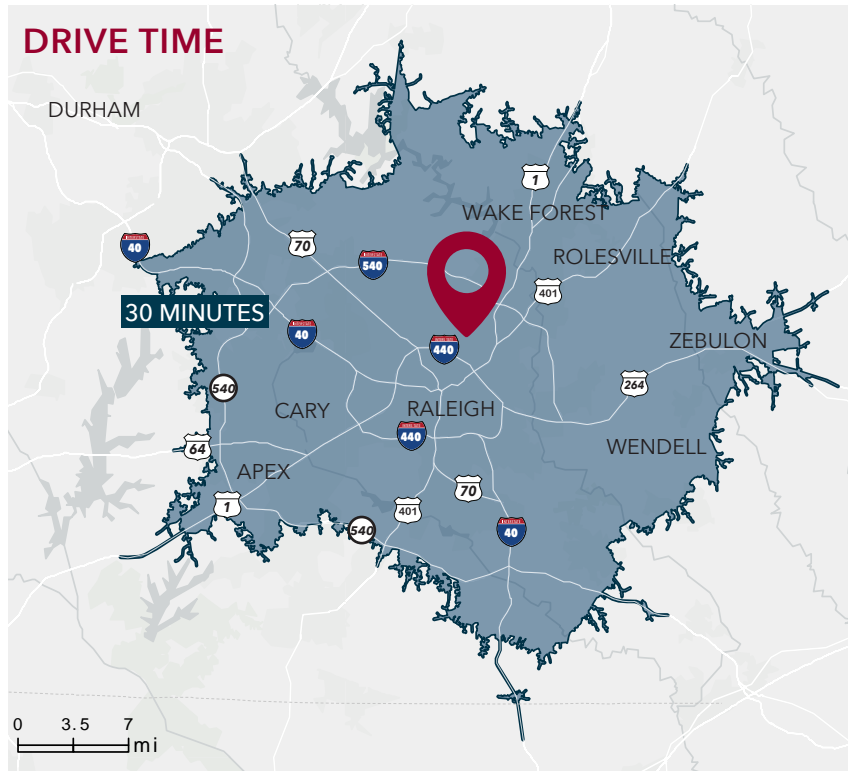 DRIVE TIME
DURHAM
1
WAKE FOREST
40
70
540
ROLESVILLE
401
30 MINUTES
40
440
ZEBULON
540
264
CARY
RALEIGH
440
64
WENDELL
APEX
70
1
401
540
40
0 3.5 7
mi